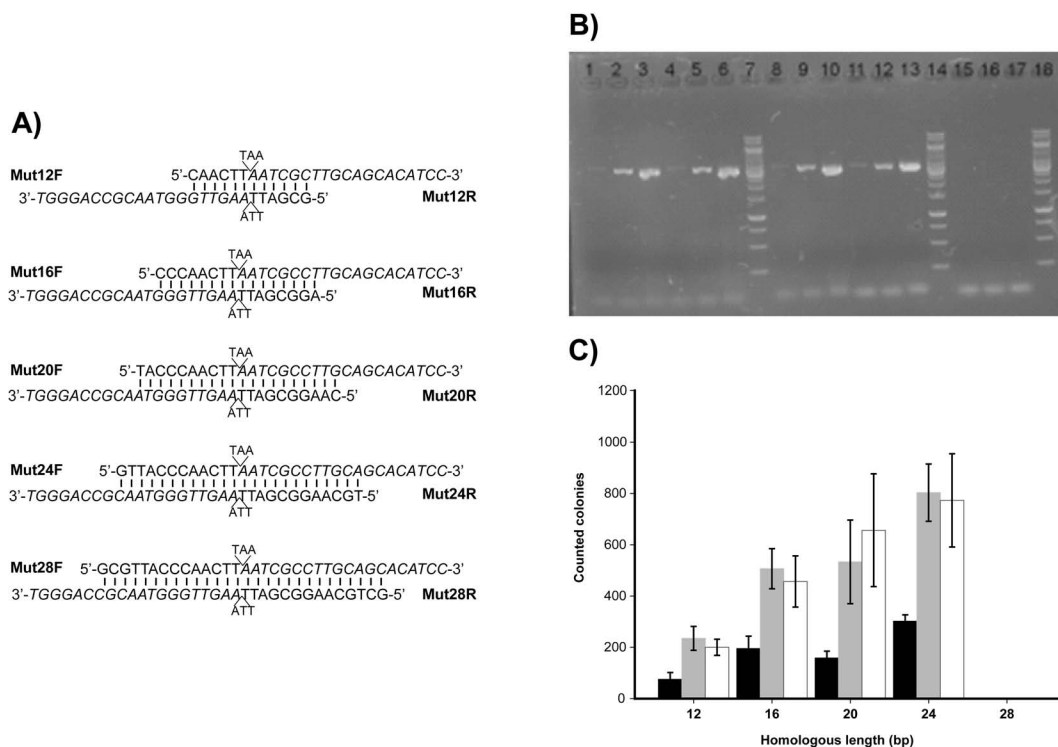 A)
TAA
Mut12F 5'-CAACTTAATCGCTTGCAGCACATCC-3'
3'-TGGGACCGCAATGGGTTGAATTAGCG-5' Mut12R
ATT
TAA
Mut16F 5'-CCCAACTTAATCGCCTTGCAGCACATCC-3'
3'-TGGGACCGCAATGGGTTGAATTAGCGGA-5' Mut16R
ATT
TAA
Mut20F 5'-TACCCAACTTAATCGCCTTGCAGCACATCC-3'
3'-TGGGACCGCAATGGGTTGAATTAGCGGAAC-5' Mut20R
ATT
TAA
Mut24F 5'-GTTACCCAACTTAATCGCCTTGCAGCACATCC-3'
3'-TGGGACCGCAATGGGTTGAATTAGCGGAACGT-5' Mut24R
ATT
TAA
Mut28F 5'-GCGTTACCCAACTTAATCGCCTTGCAGCACATCC-3'
3'-TGGGACCGCAATGGGTTGAATTAGCGGAACGTCG-5' Mut28R
ATT
B)
1 2 3 4 5 6 7 8 9 10 11 12 13 14 15 16 17 18
C)
1200
1000
800
600
400
200
0
Counted colonies
12 16 20 24 28
Homologous length (bp)